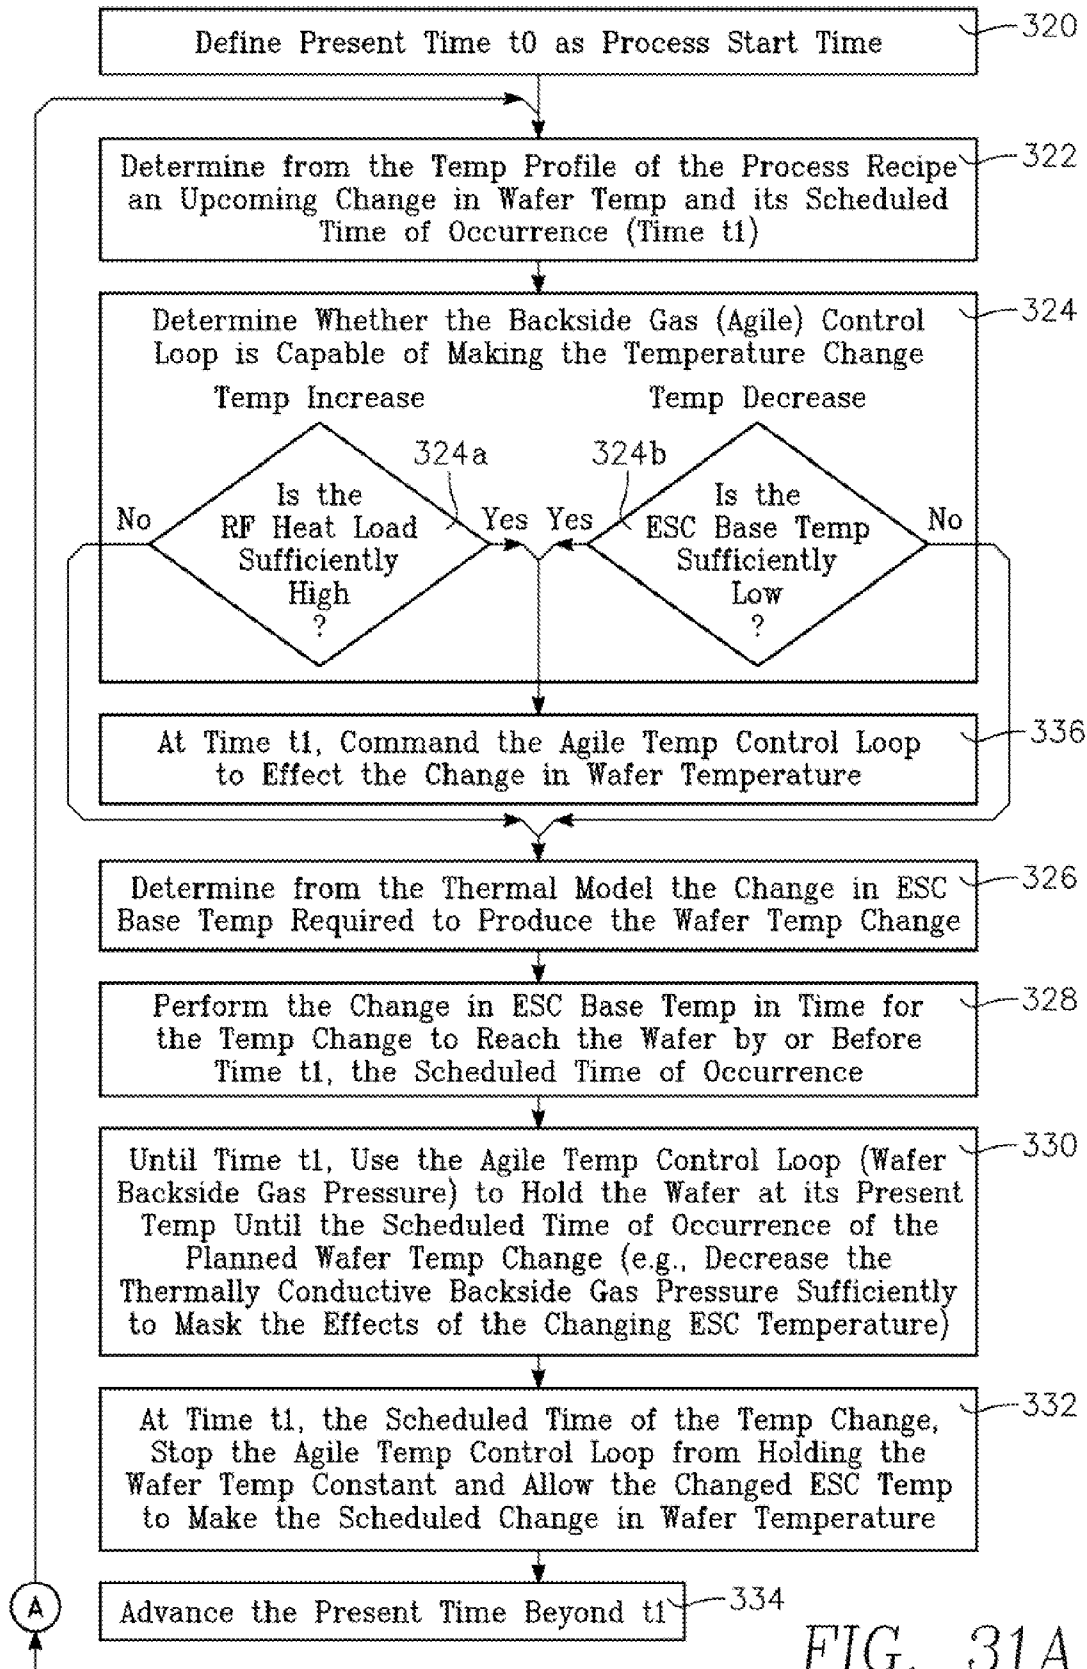 Define Present Time t0 as Process Start Time
320
Determine from the Temp Profile of the Process Recipe
an Upcoming Change in Wafer Temp and its Scheduled
Time of Occurrence (Time t1)
322
Determine Whether the Backside Gas (Agile) Control
Loop is Capable of Making the Temperature Change
324
Temp Increase
Temp Decrease
324a
324b
No
Is the
RF Heat Load
Sufficiently
High
?
Yes
Yes
Is the
ESC Base Temp
Sufficiently
Low
?
No
At Time t1, Command the Agile Temp Control Loop
to Effect the Change in Wafer Temperature
336
Determine from the Thermal Model the Change in ESC
Base Temp Required to Produce the Wafer Temp Change
326
Perform the Change in ESC Base Temp in Time for
the Temp Change to Reach the Wafer by or Before
Time t1, the Scheduled Time of Occurrence
328
Until Time t1, Use the Agile Temp Control Loop (Wafer
Backside Gas Pressure) to Hold the Wafer at its Present
Temp Until the Scheduled Time of Occurrence of the
Planned Wafer Temp Change (e.g., Decrease the
Thermally Conductive Backside Gas Pressure Sufficiently
to Mask the Effects of the Changing ESC Temperature)
330
At Time t1, the Scheduled Time of the Temp Change,
Stop the Agile Temp Control Loop from Holding the
Wafer Temp Constant and Allow the Changed ESC Temp
to Make the Scheduled Change in Wafer Temperature
332
A
Advance the Present Time Beyond t1
334
FIG. 31A